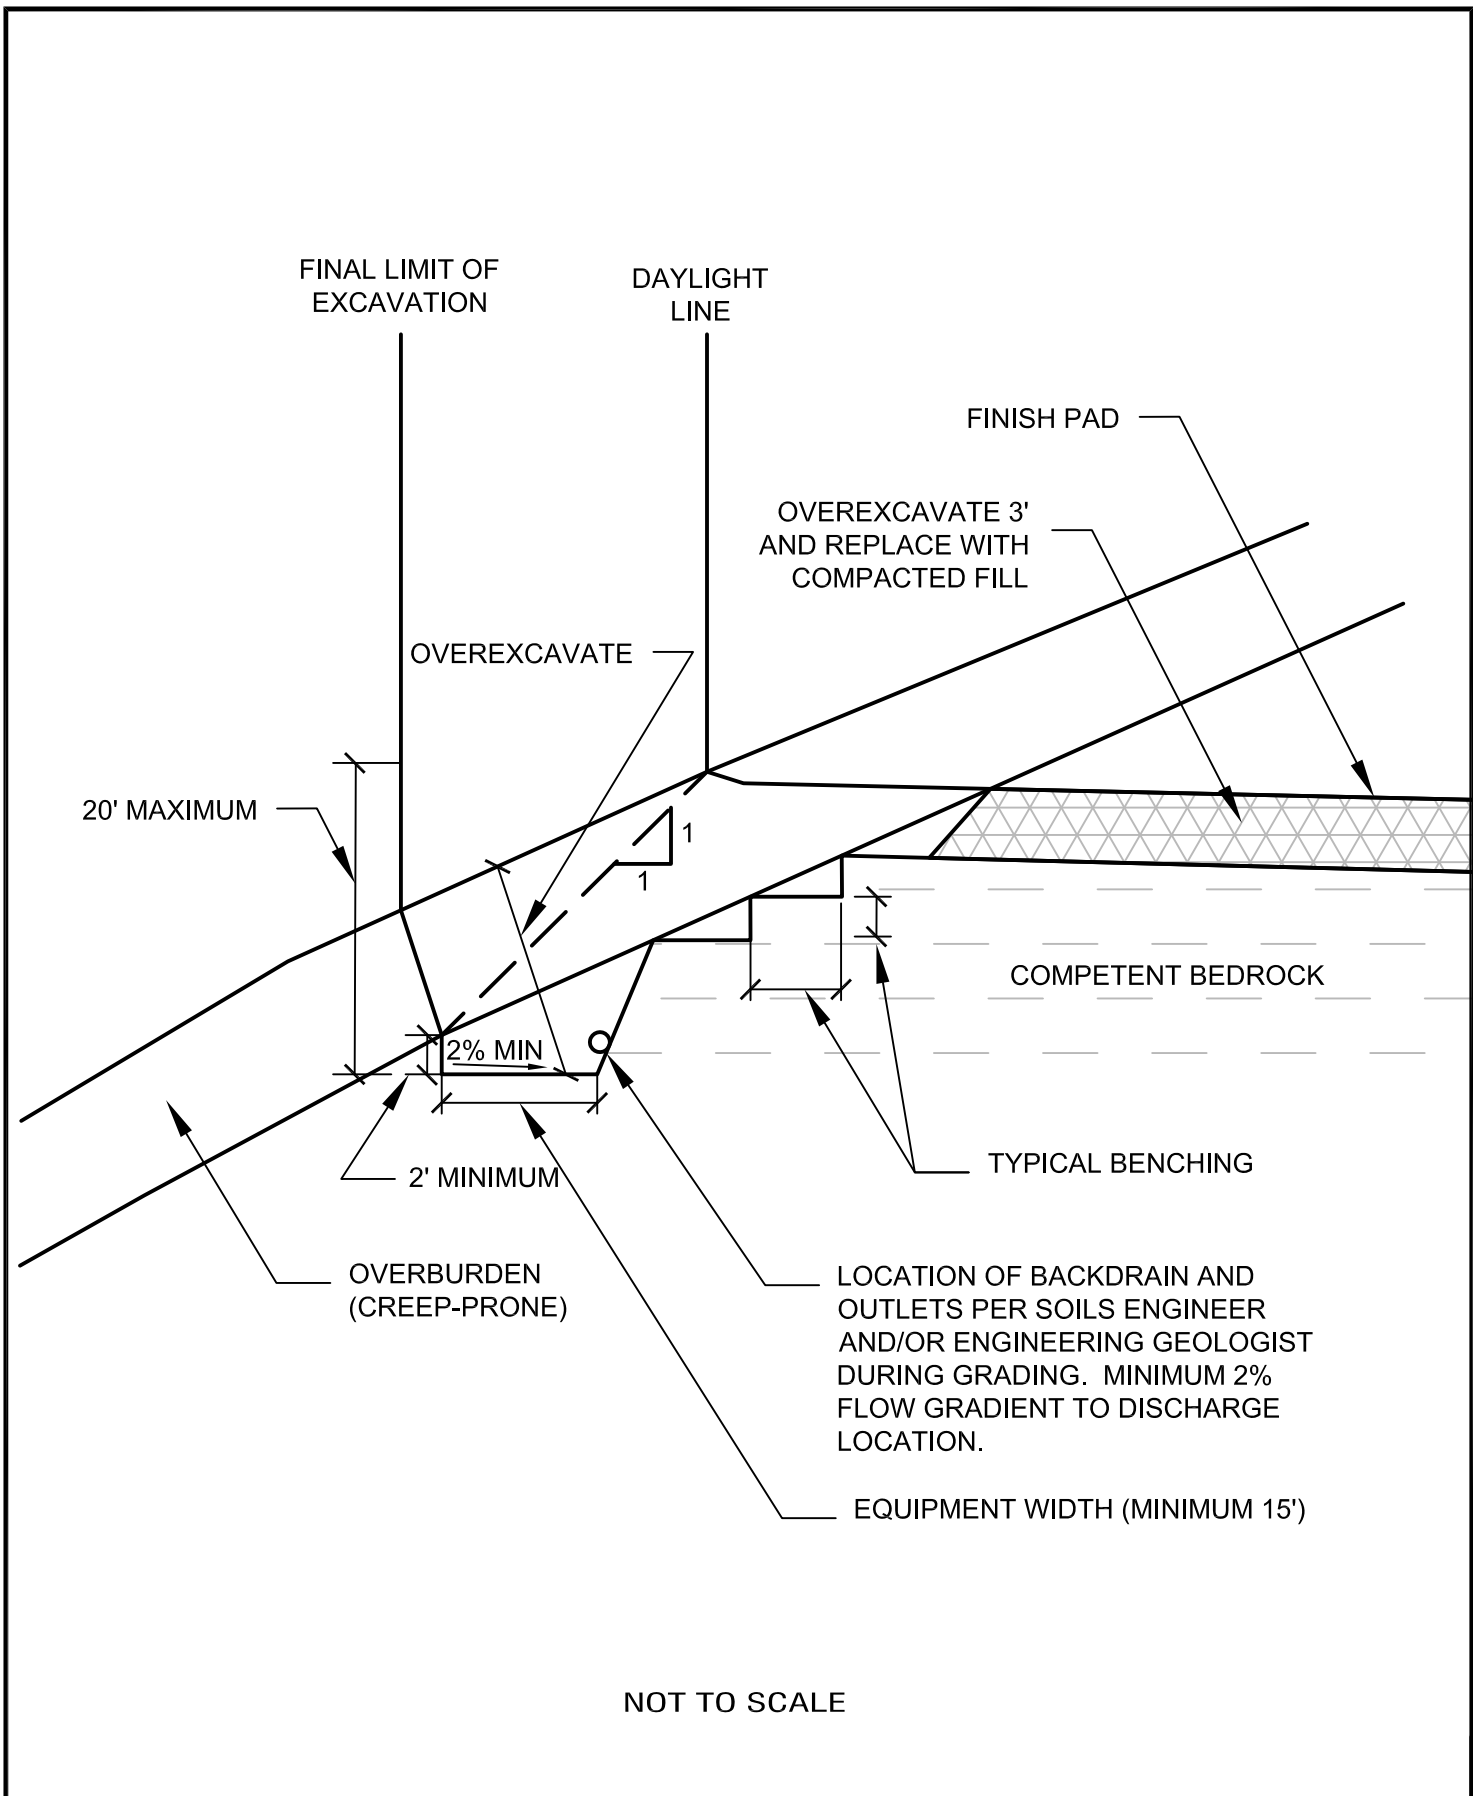 FINAL LIMIT OF
EXCAVATION
DAYLIGHT
LINE
FINISH PAD
OVEREXCAVATE 3'
AND REPLACE WITH
COMPACTED FILL
OVEREXCAVATE
20' MAXIMUM
1
1
COMPETENT BEDROCK
2% MIN
2' MINIMUM
TYPICAL BENCHING
OVERBURDEN
(CREEP-PRONE)
LOCATION OF BACKDRAIN AND
OUTLETS PER SOILS ENGINEER
AND/OR ENGINEERING GEOLOGIST
DURING GRADING.  MINIMUM 2%
FLOW GRADIENT TO DISCHARGE
LOCATION.
EQUIPMENT WIDTH (MINIMUM 15')
NOT TO SCALE